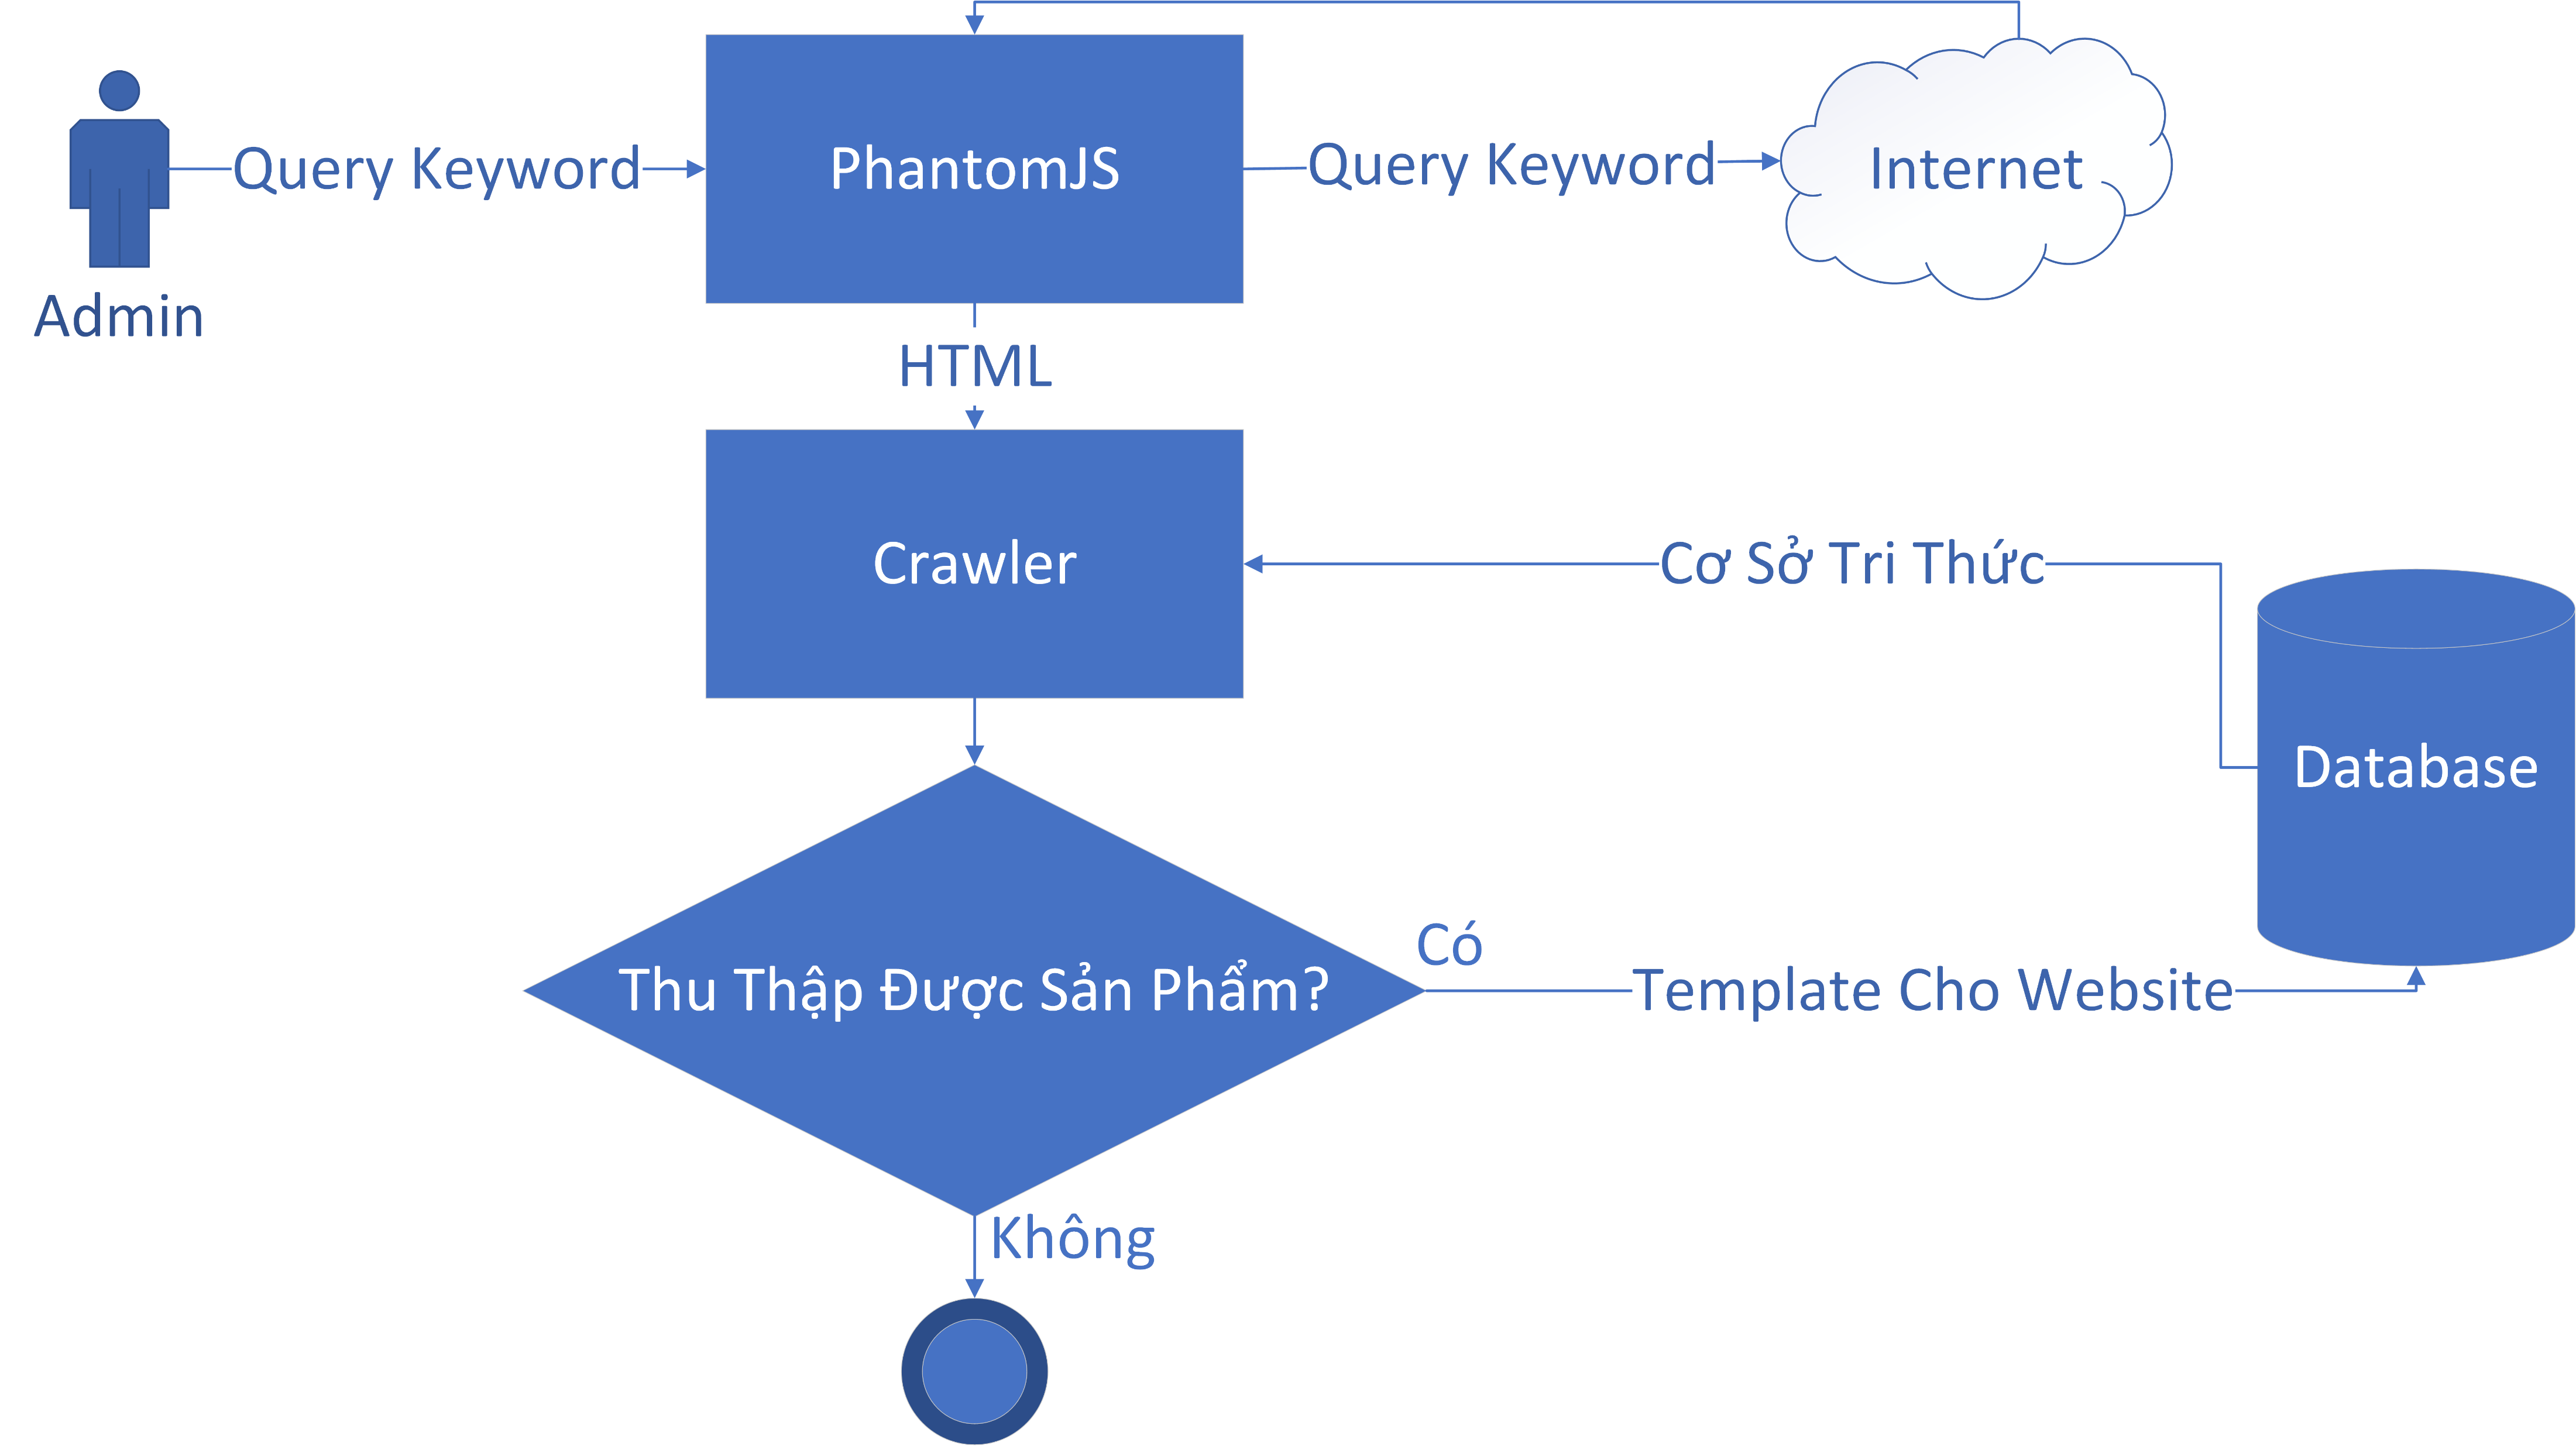 Query Keyword
PhantomJS
Query Keyword
Internet
Admin
HTML
Crawler
Cơ Sở Tri Thức
Database
Có
Thu Thập Được Sản Phẩm?
Template Cho Website
Không